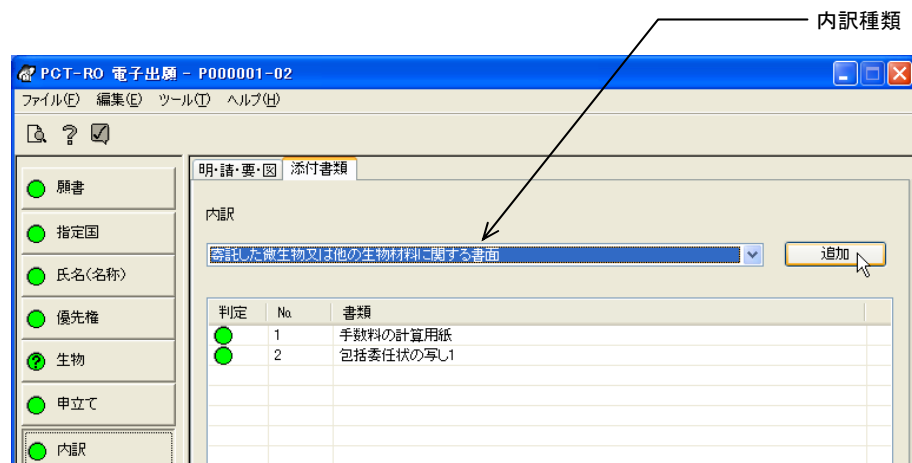 内訳種類
PCT-RO 電子出願 - P000001-02
ファイル(F) 編集(E) ツール(T) ヘルプ(H)
明・請・要・図 添付書類
願書
指定国
氏名(名称)
優先権
生物
申立て
内訳
内訳
寄託した微生物又は他の生物材料に関する書面
追加
判定 No. 書類
1 手数料の計算用紙
2 包括委任状の写し1